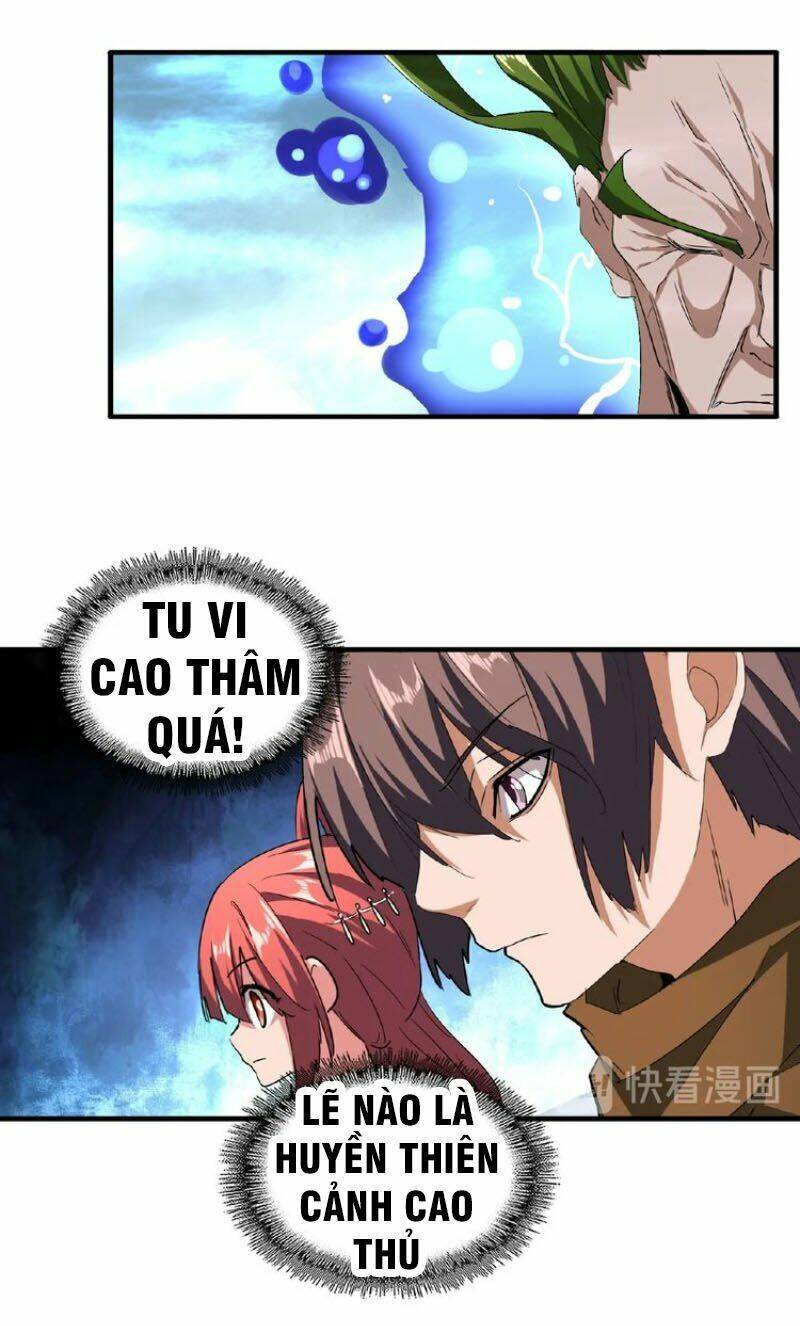 TU VI
CAO THÂM
QUÁ!
LẼ NÀO LÀ
HUYỀN THIÊN
CẢNH CAO
THỦ
快看漫画